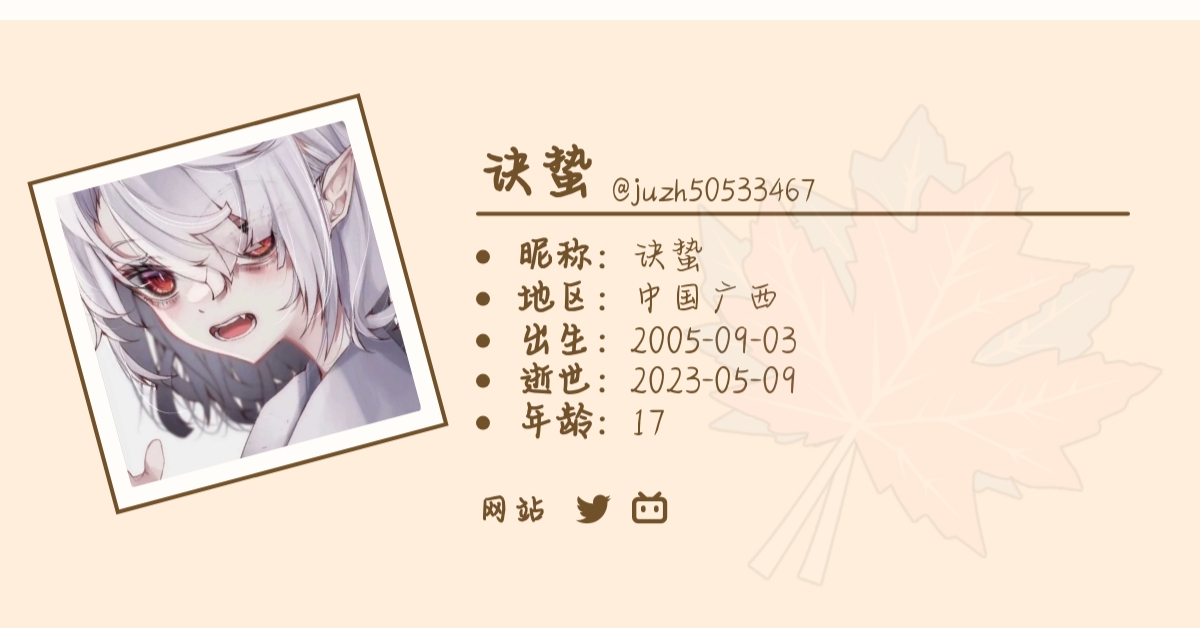 诀蛰 @juzh50533467
昵称：诀蛰
地区：中国广西
出生：2005-09-03
逝世：2023-05-09
年龄：17
网站